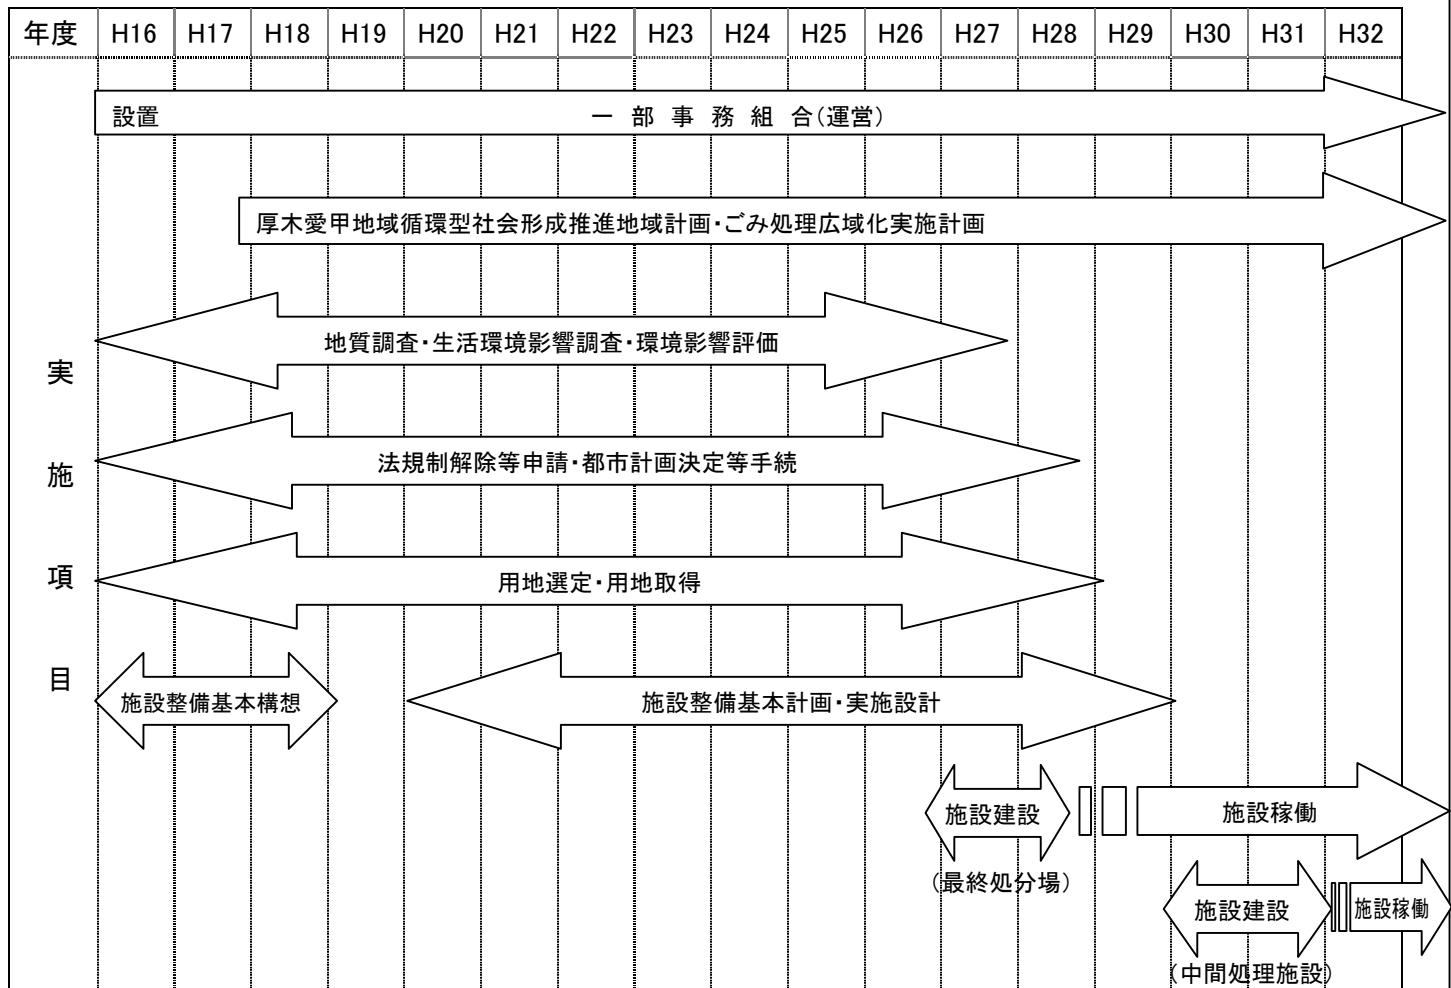 年度 H16 H17 H18 H19 H20 H21 H22 H23 H24 H25 H26 H27 H28 H29 H30 H31 H32
設置 一部事務組合(運営)
厚木愛甲地域循環型社会形成推進地域計画・ごみ処理広域化実施計画
地質調査・生活環境影響調査・環境影響評価
実施項目
法規制解除等申請・都市計画決定等手続
用地選定・用地取得
施設整備基本構想 施設整備基本計画・実施設計
施設建設 施設稼働
(最終処分場)
施設建設 施設稼働
(中間処理施設)